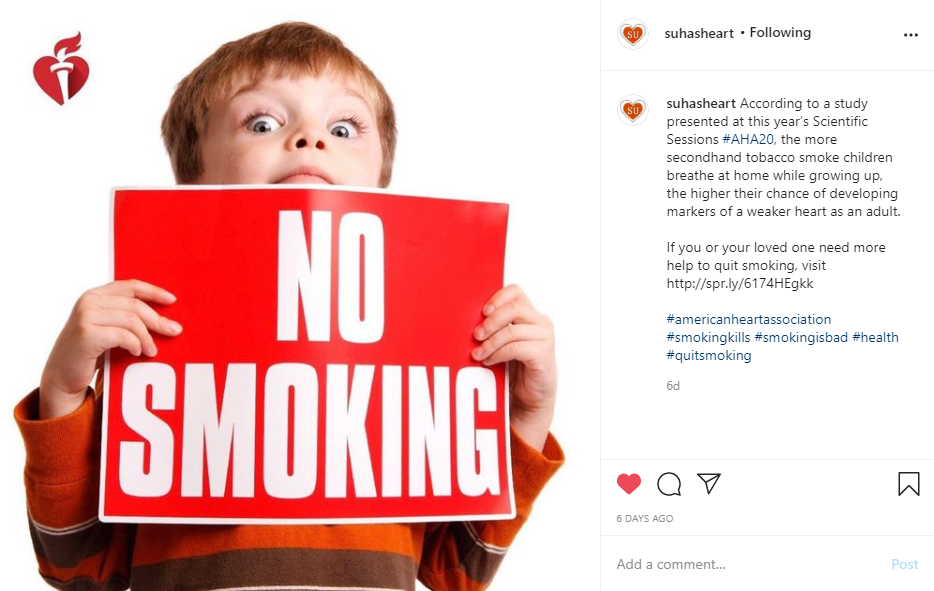 NO
SMOKING
SU
suhasheart • Following
SU
suhasheart According to a study
presented at this year's Scientific
Sessions #AHA20, the more
secondhand tobacco smoke children
breathe at home while growing up,
the higher their chance of developing
markers of a weaker heart as an adult.
If you or your loved one need more
help to quit smoking, visit
http://spr.ly/6174HEgkk
#americanheartassociation
#smokingkills #smokingisbad #health
#quitsmoking
6d
6 DAYS AGO
Add a comment...
Post